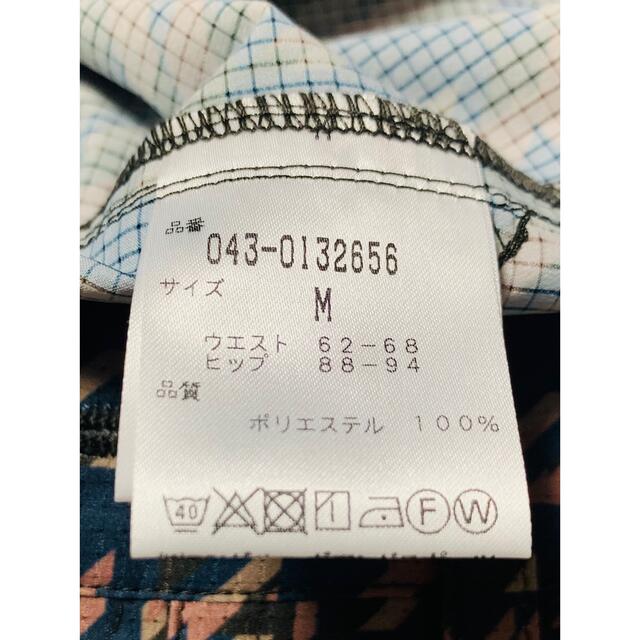 品番
043-0132656
サイズ
M
ウエスト 62-68
ヒップ 88-94
品質
ポリエステル 100%
40 F W